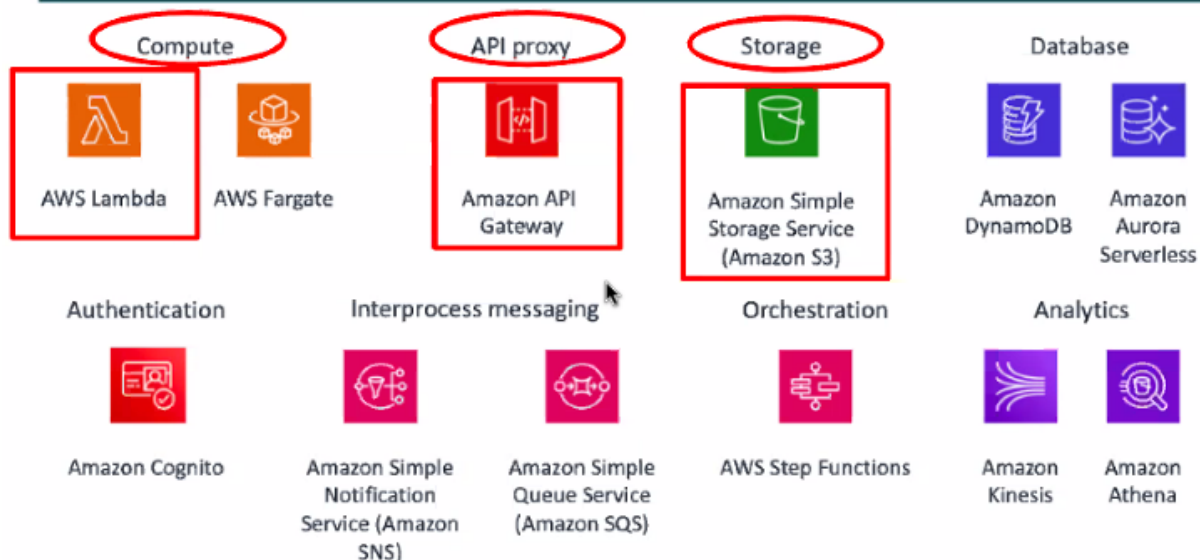 Compute
API proxy
Storage
Database
AWS Lambda
AWS Fargate
Amazon API
Gateway
Amazon Simple
Storage Service
(Amazon S3)
Amazon
DynamoDB
Amazon
Aurora
Serverless
Authentication
Interprocess messaging
Orchestration
Analytics
Amazon Cognito
Amazon Simple
Notification
Service (Amazon
SNS)
Amazon Simple
Queue Service
(Amazon SQS)
AWS Step Functions
Amazon
Kinesis
Amazon
Athena